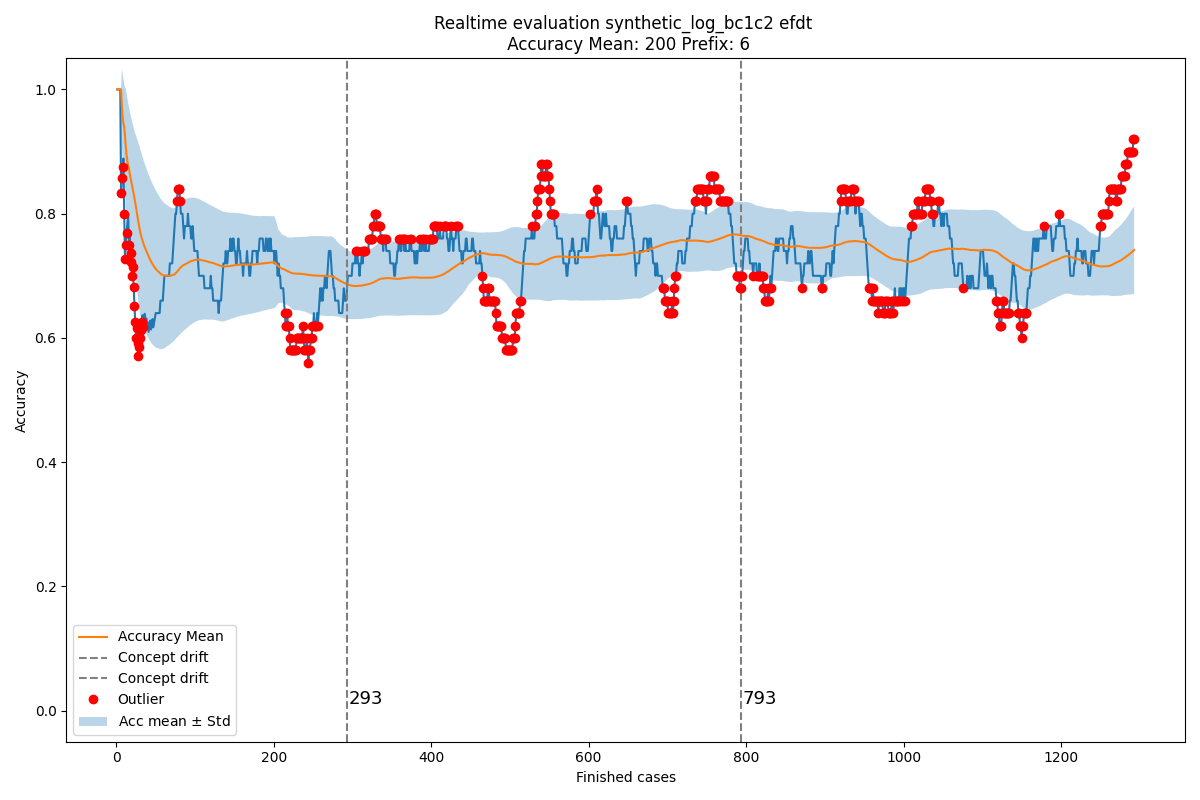 Realtime evaluation synthetic_log_bc1c2 efdt
Accuracy Mean: 200 Prefix: 6
Accuracy
1.0
0.8
0.6
0.4
0.2
0.0
293
793
Accuracy Mean
Concept drift
Concept drift
Outlier
Acc mean ± Std
0
200
400
600
800
1000
1200
Finished cases